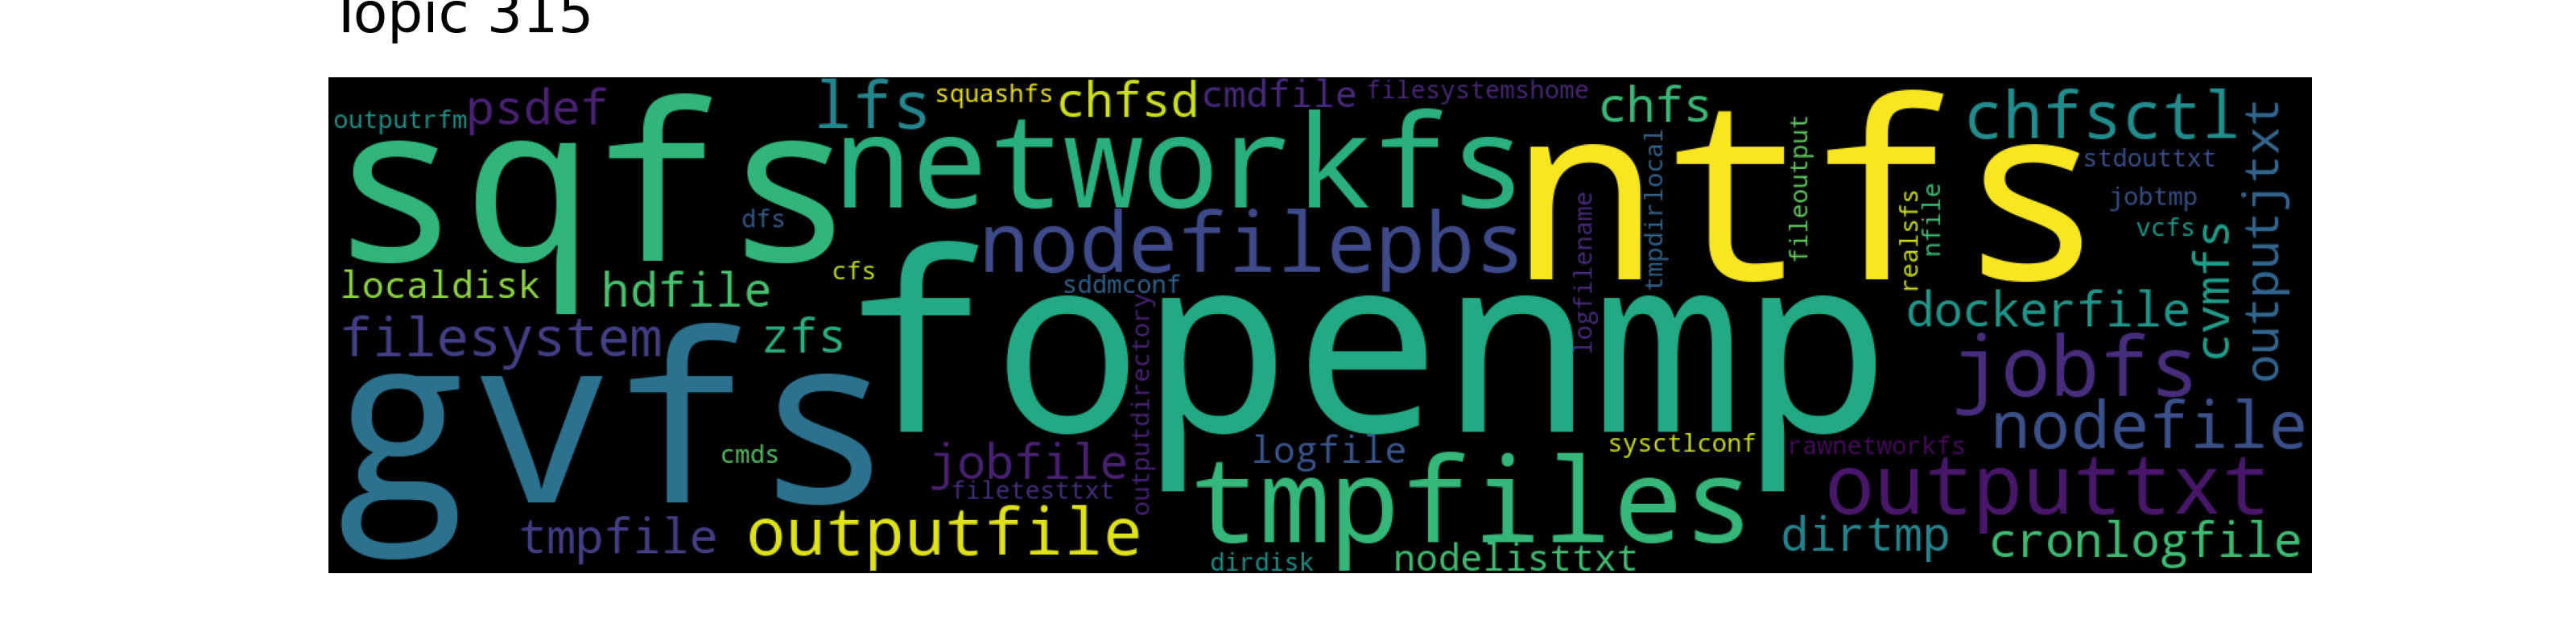 Topic 315
outputrfm psdef lfs squashfs chfsd cmdfile filesystemshome chfs chfsctl
sqfs networkfs ntfs stdouttxt
dfs nodefilepbs logfilename tmpdirlocal fileoutput realsfs nfile jobtmp
vcfs cvmfs outputjtxt
localdisk hdfile cfs sddmconf
filesystem zfs fopenmp dockerfile
gvfs outputdirectory jobfs
cmds jobfile logfile sysctlconf rawnetworkfs nodefile
filetesttxt tmpfiles outputtxt
tmpfile outputfile dirtmp cronlogfile
dirdisk nodelisttxt